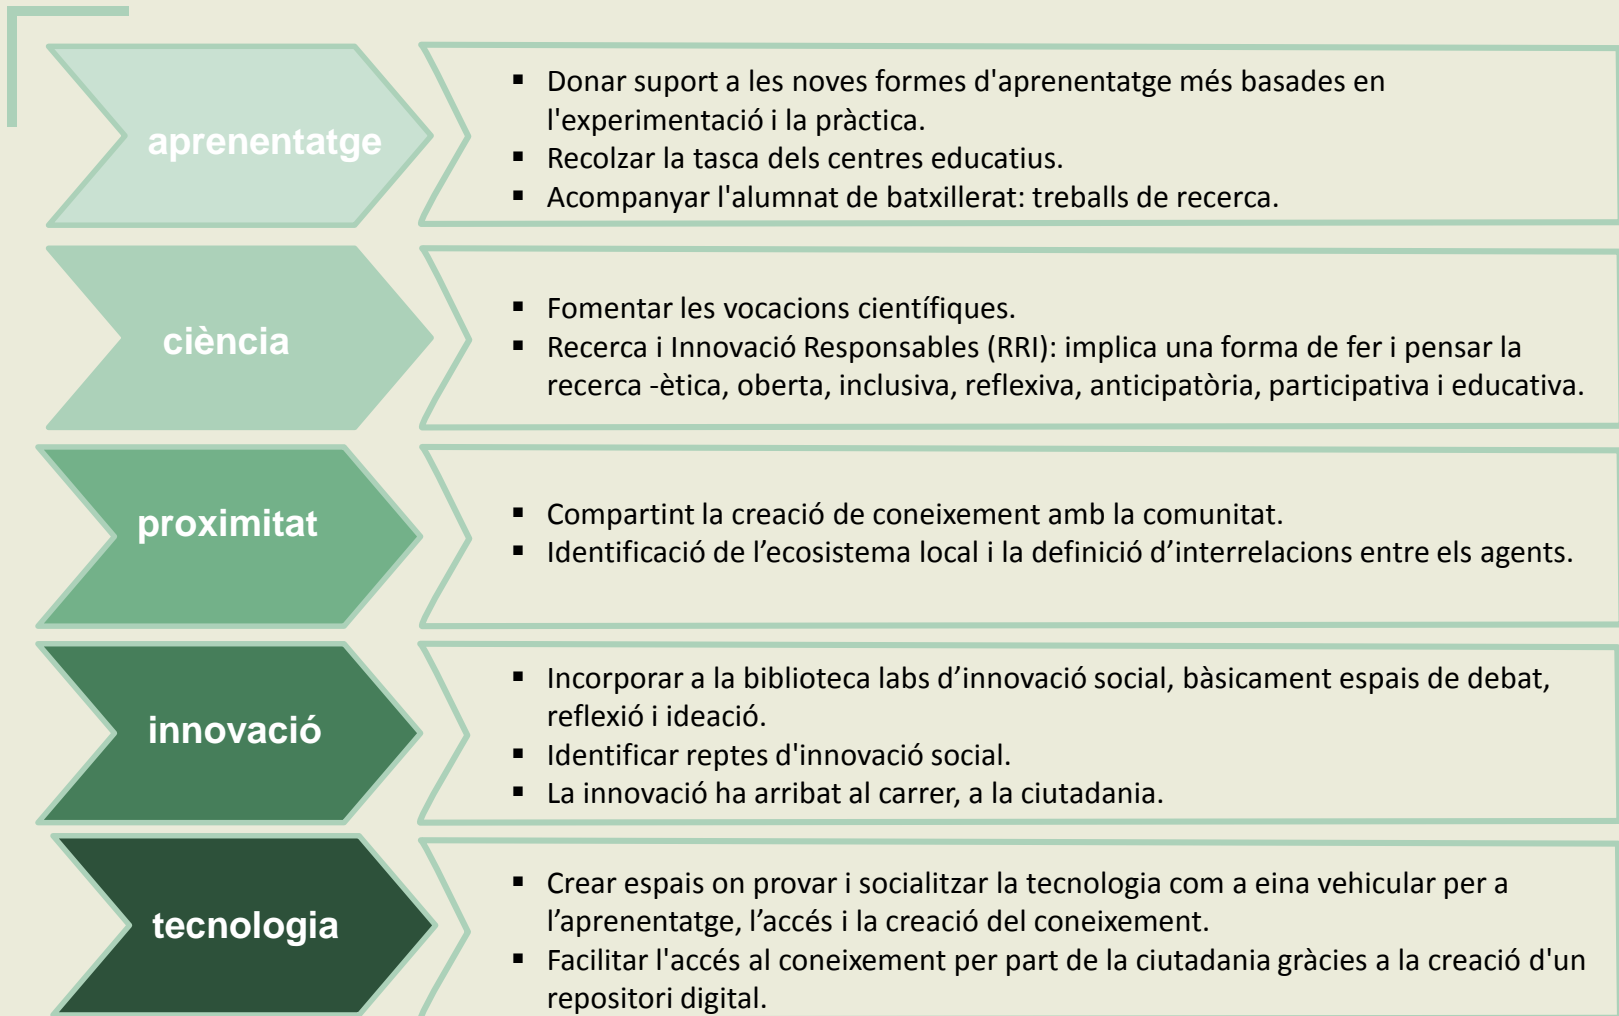 aprenentatge
▪ Donar suport a les noves formes d'aprenentatge més basades en
l'experimentació i la pràctica.
▪ Recolzar la tasca dels centres educatius.
▪ Acompanyar l'alumnat de batxillerat: treballs de recerca.
ciència
▪ Fomentar les vocacions científiques.
▪ Recerca i Innovació Responsables (RRI): implica una forma de fer i pensar la
recerca -ètica, oberta, inclusiva, reflexiva, anticipatòria, participativa i educativa.
proximitat
▪ Compartint la creació de coneixement amb la comunitat.
▪ Identificació de l’ecosistema local i la definició d’interrelacions entre els agents.
innovació
▪ Incorporar a la biblioteca labs d’innovació social, bàsicament espais de debat,
reflexió i ideació.
▪ Identificar reptes d'innovació social.
▪ La innovació ha arribat al carrer, a la ciutadania.
tecnologia
▪ Crear espais on provar i socialitzar la tecnologia com a eina vehicular per a
l’aprenentatge, l’accés i la creació del coneixement.
▪ Facilitar l'accés al coneixement per part de la ciutadania gràcies a la creació d'un
repositori digital.